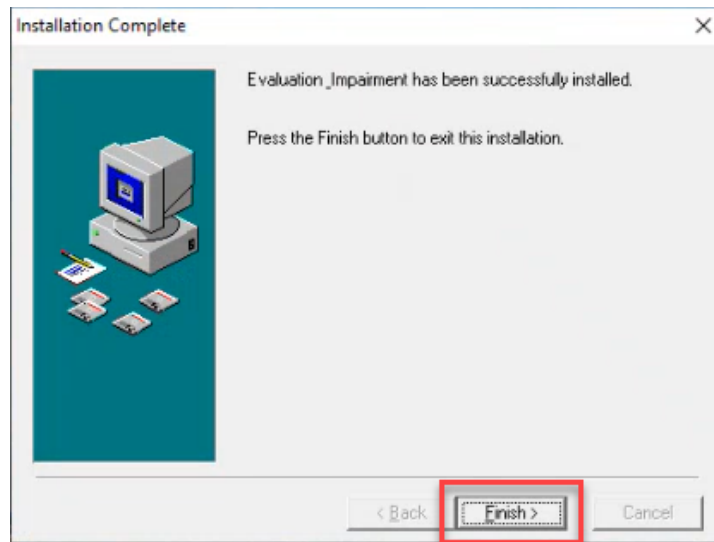 Installation Complete
Evaluation_Impairment has been successfully installed.
Press the Finish button to exit this installation.
< Back
Finish >
Cancel